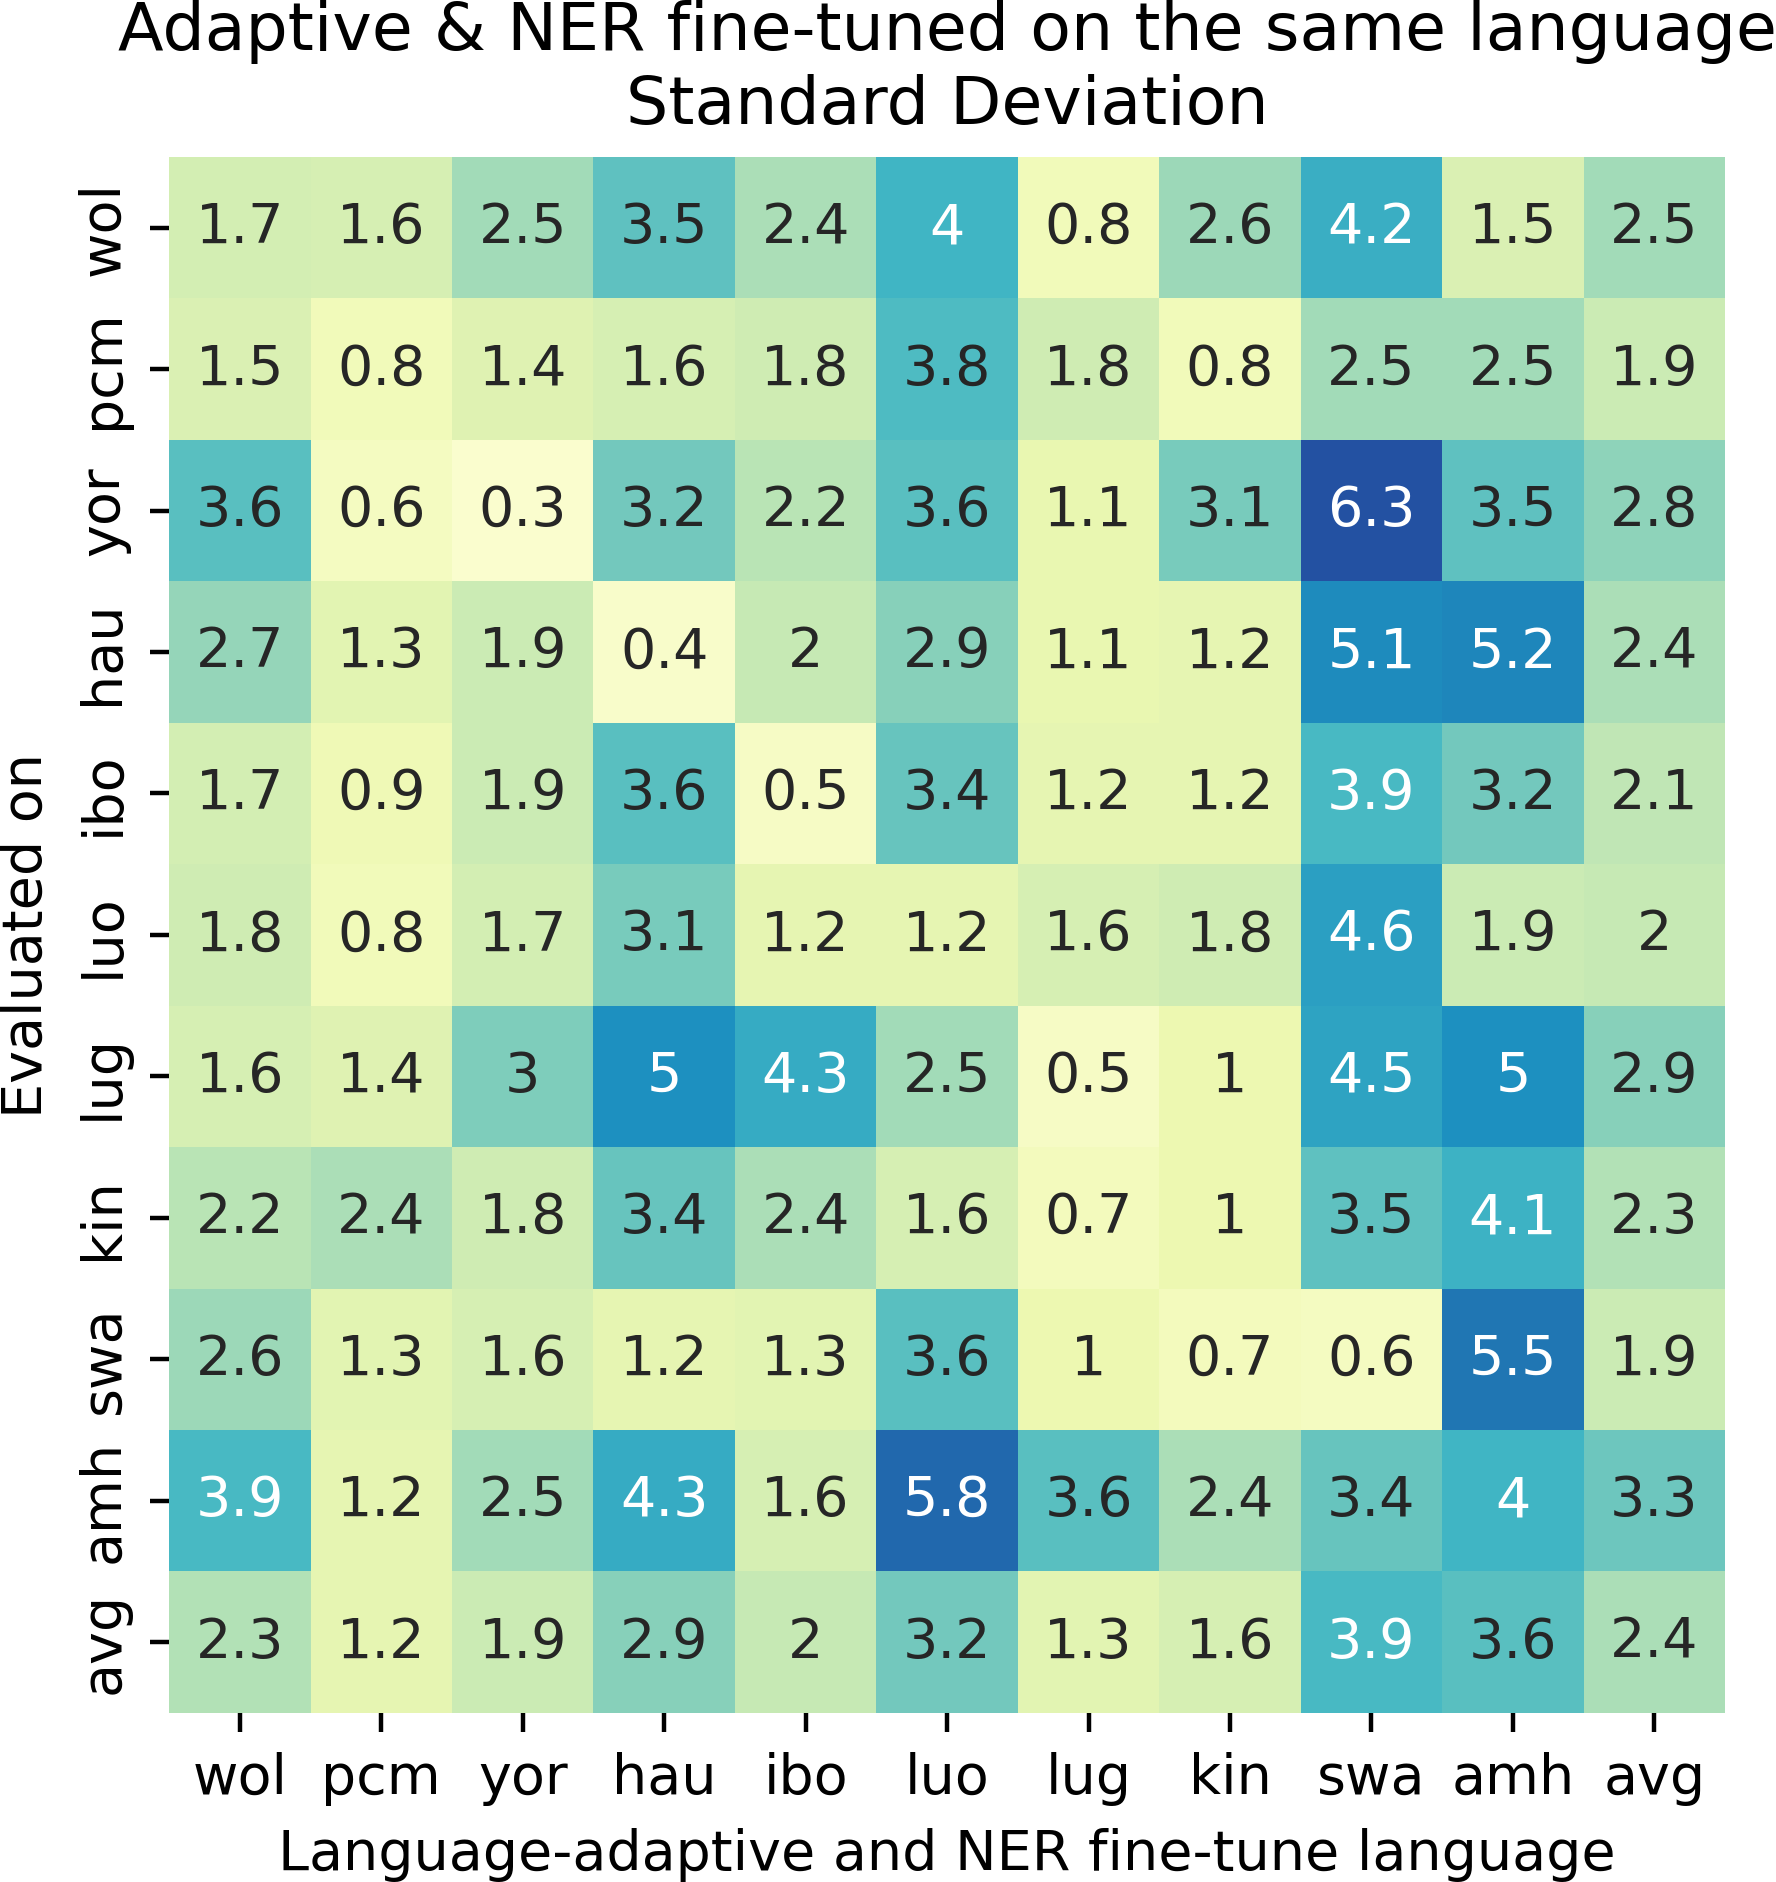 Adaptive & NER fine-tuned on the same language
Standard Deviation
wol 1.7 1.6 2.5 3.5 2.4 4 0.8 2.6 4.2 1.5 2.5
pcm 1.5 0.8 1.4 1.6 1.8 3.8 1.8 0.8 2.5 2.5 1.9
yor 3.6 0.6 0.3 3.2 2.2 3.6 1.1 3.1 6.3 3.5 2.8
hau 2.7 1.3 1.9 0.4 2 2.9 1.1 1.2 5.1 5.2 2.4
ibo 1.7 0.9 1.9 3.6 0.5 3.4 1.2 1.2 3.9 3.2 2.1
luo 1.8 0.8 1.7 3.1 1.2 1.2 1.6 1.8 4.6 1.9 2
lug 1.6 1.4 3 5 4.3 2.5 0.5 1 4.5 5 2.9
kin 2.2 2.4 1.8 3.4 2.4 1.6 0.7 1 3.5 4.1 2.3
swa 2.6 1.3 1.6 1.2 1.3 3.6 1 0.7 0.6 5.5 1.9
amh 3.9 1.2 2.5 4.3 1.6 5.8 3.6 2.4 3.4 4 3.3
avg 2.3 1.2 1.9 2.9 2 3.2 1.3 1.6 3.9 3.6 2.4
Evaluated on
wol pcm yor hau ibo luo lug kin swa amh avg
Language-adaptive and NER fine-tune language